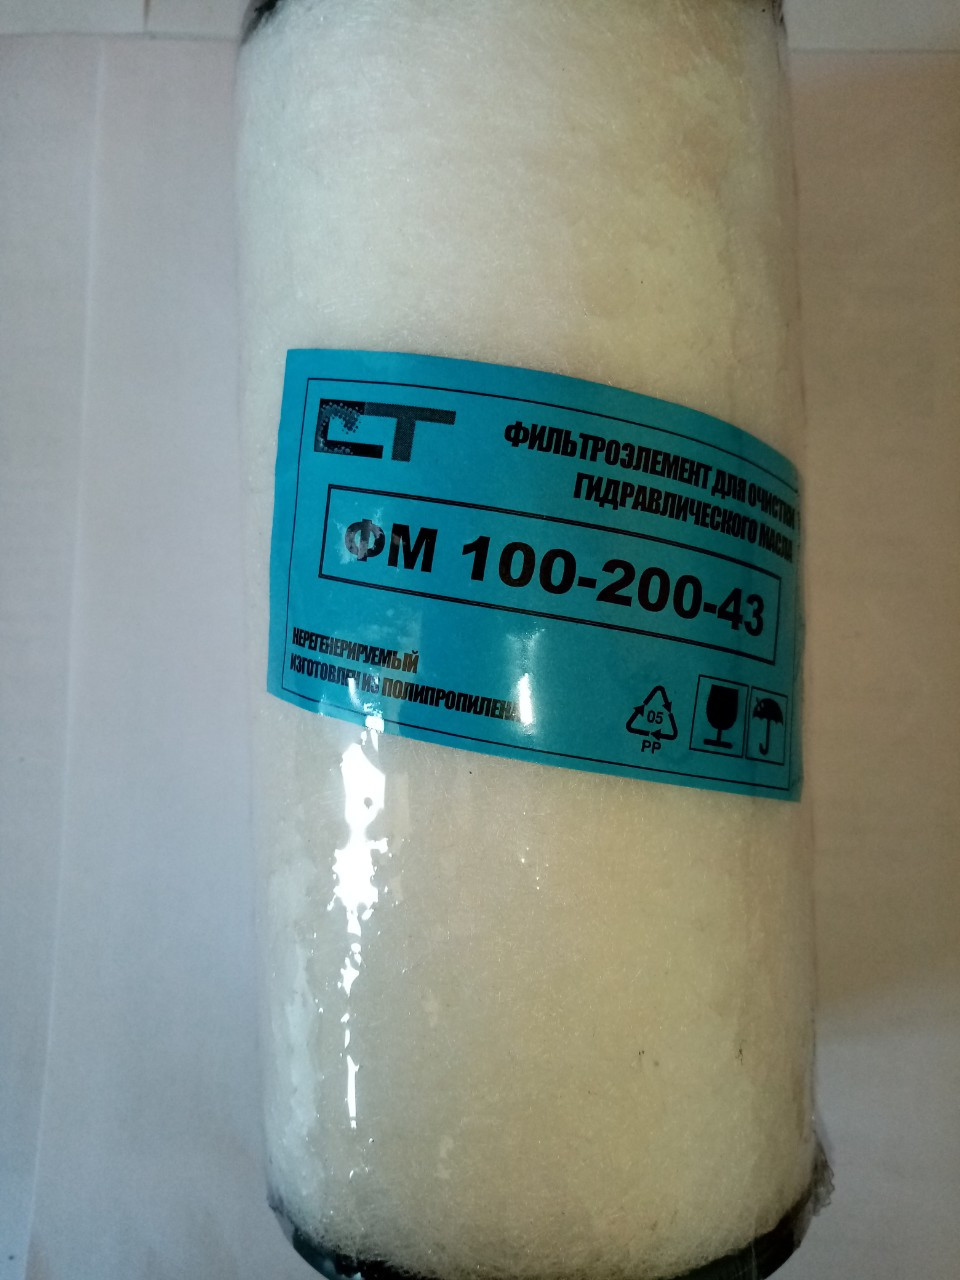 СТ
ФИЛЬТРОЭЛЕМЕНТ ДЛЯ ОЧИСТКИ
ГИДРАВЛИЧЕСКОГО МАСЛА
ФМ 100-200-43
НЕРЕГЕНЕРИРУЕМЫЙ
ИЗГОТОВЛЕН ИЗ ПОЛИПРОПИЛЕНА
05
PP